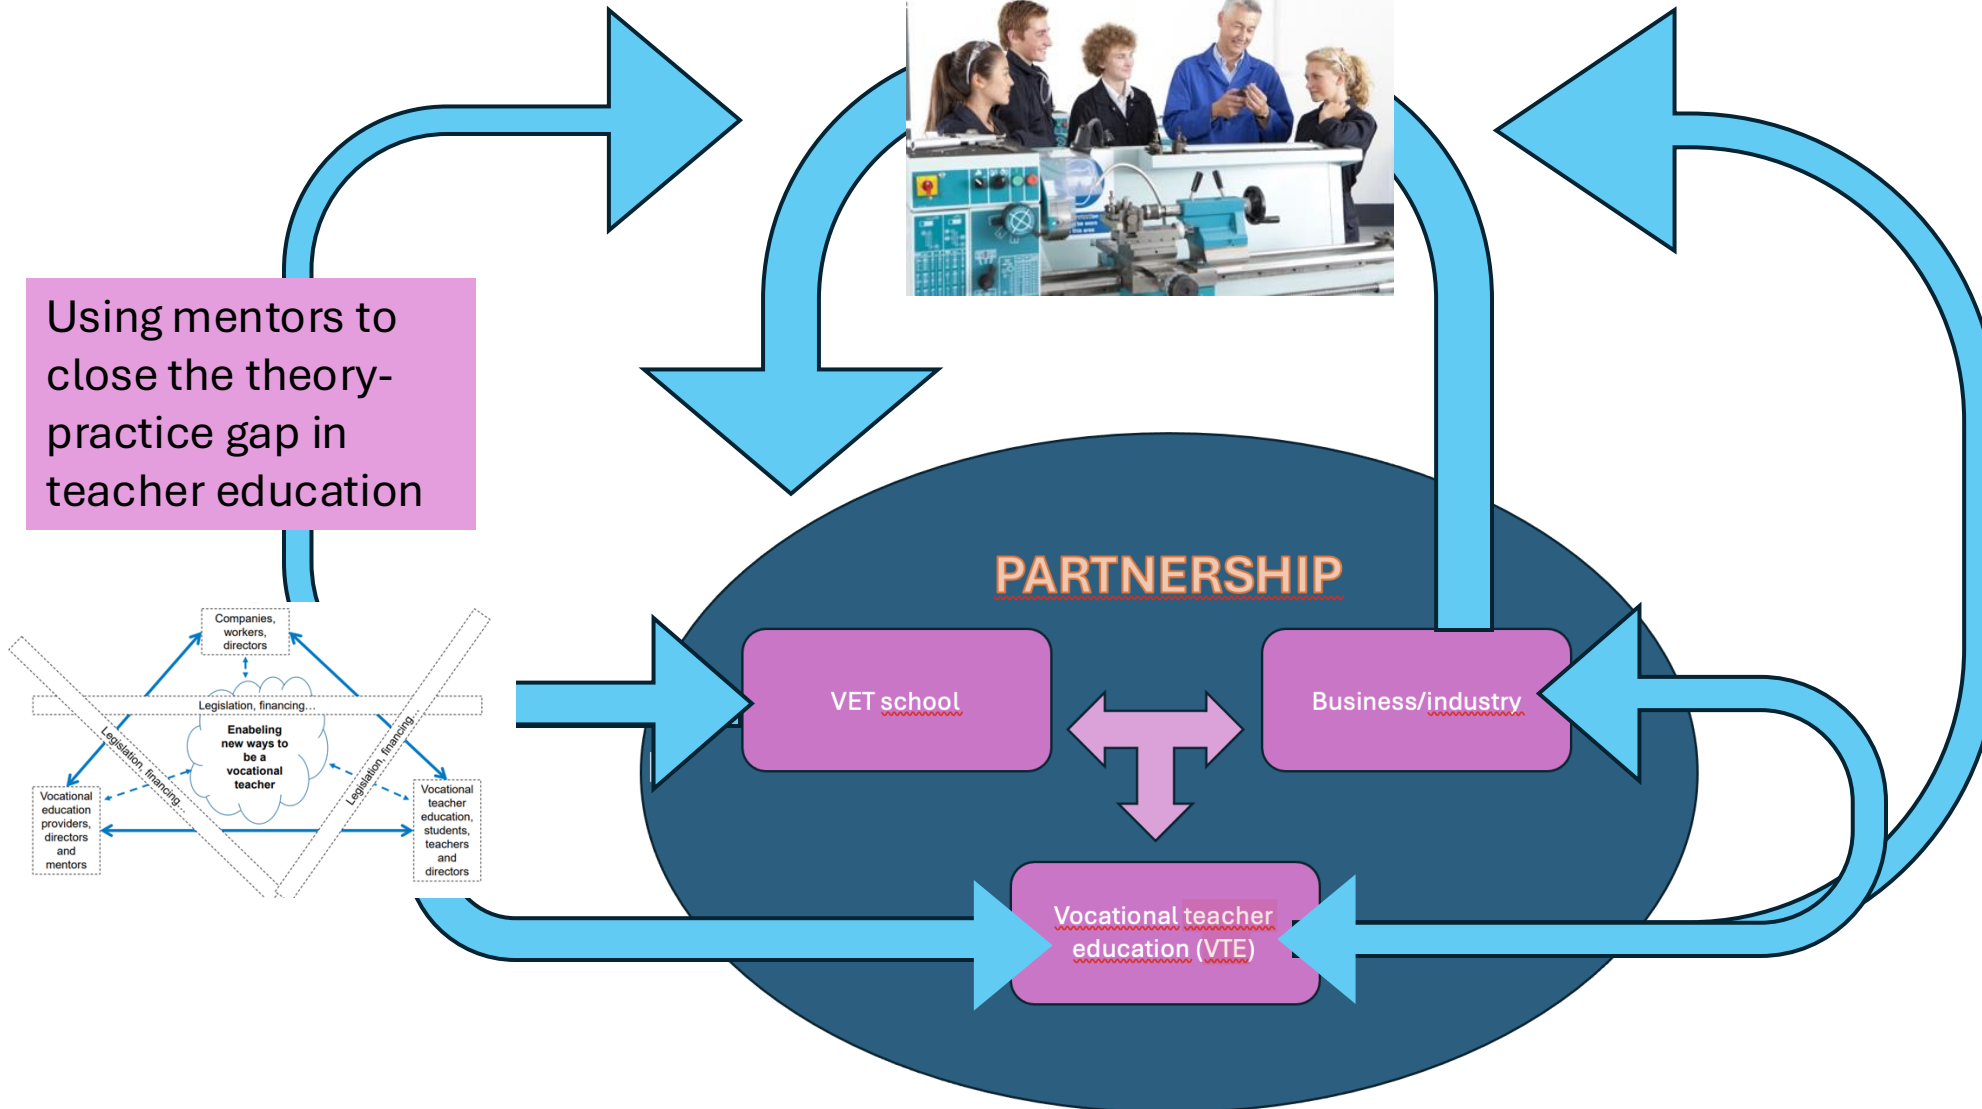 Using mentors to
close the theory-
practice gap in
teacher education
PARTNERSHIP
VET school
Business/industry
Vocational teacher
education (VTE)
Companies,
workers,
directors
Legislation, financing...
Enabeling
new ways to
be a
vocational
teacher
Legislation, financing...
Legislation, financing...
Vocational
education
providers,
directors
and
mentors
Vocational
teacher
education,
students,
teachers
and
directors